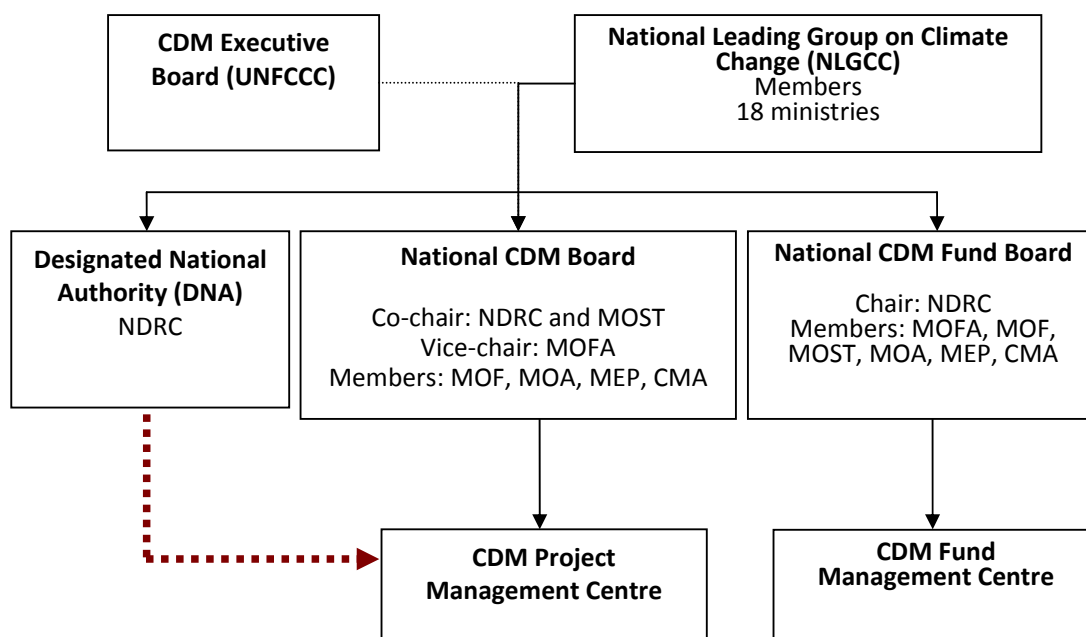 CDM Executive
Board (UNFCCC)
National Leading Group on Climate
Change (NLGCC)
Members
18 ministries
Designated National
Authority (DNA)
NDRC
National CDM Board
Co-chair: NDRC and MOST
Vice-chair: MOFA
Members: MOF, MOA, MEP, CMA
National CDM Fund Board
Chair: NDRC
Members: MOFA, MOF,
MOST, MOA, MEP, CMA
CDM Project
Management Centre
CDM Fund
Management Centre